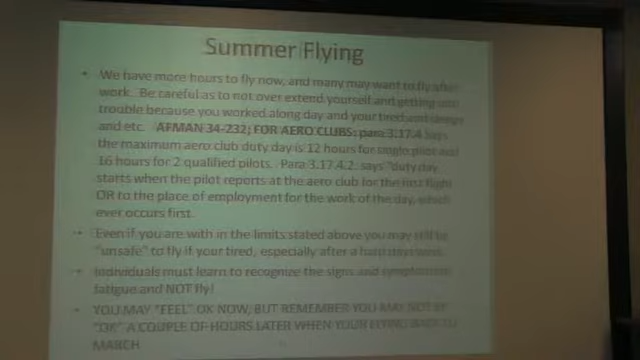 Summer Flying
• We have more hours to fly now, and many may want to fly after
work. Be careful as to not over extend yourself and getting into
trouble because you worked along day and your tired
and etc. AFMAN 34-232; FOR AERO CLUBS: para 3.17.4 says
the maximum aero club duty day is 12 hours for single pilot and
16 hours for 2 qualified pilots. Para 3.17.4.2. says "duty day
starts when the pilot reports at the aero club for the first flight
OR to the place of employment for the work of the day, which
ever occurs first.
• Even if you are with in the limits stated above you may still be
"unsafe" to fly if your tired, especially after a hard days work.
• Individuals must learn to recognize the signs and symptoms
fatigue and NOT fly!
• YOU MAY "FEEL" OK NOW, BUT REMEMBER YOU MAY NOT BE
"OK" A COUPLE OF HOURS LATER WHEN YOUR FLYING BACK TO
MARCH